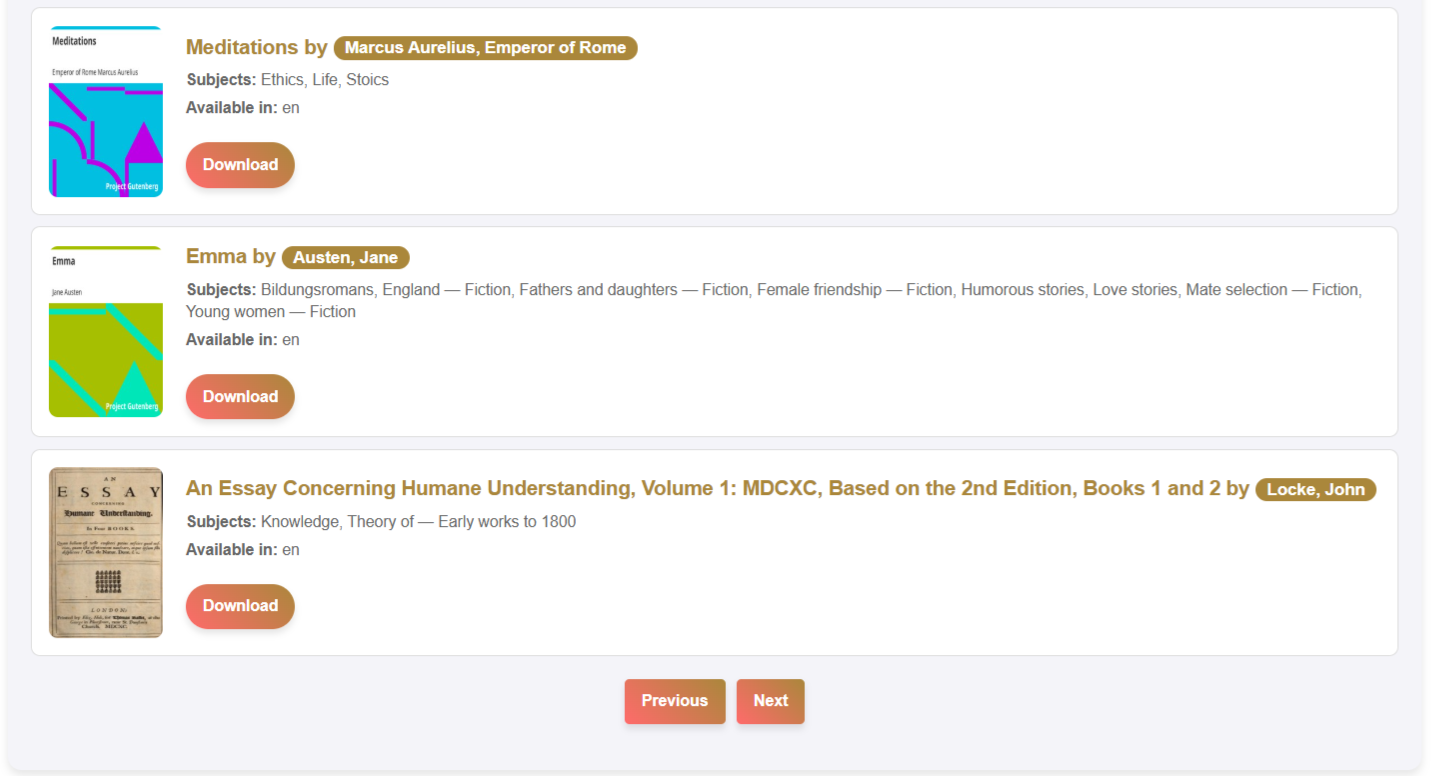 Meditations
Emperor of Rome Marcus Aurelius
Project Gutenberg
Meditations by Marcus Aurelius, Emperor of Rome
Subjects: Ethics, Life, Stoics
Available in: en
Download
Emma
Jane Austen
Project Gutenberg
Emma by Austen, Jane
Subjects: Bildungsromans, England — Fiction, Fathers and daughters — Fiction, Female friendship — Fiction, Humorous stories, Love stories, Mate selection — Fiction,
Young women — Fiction
Available in: en
Download
AN
ESSAY
CONCERNING
Humane Understanding.
In Four BOOKS.
LONDON:
An Essay Concerning Humane Understanding, Volume 1: MDCXC, Based on the 2nd Edition, Books 1 and 2 by Locke, John
Subjects: Knowledge, Theory of — Early works to 1800
Available in: en
Download
Previous Next